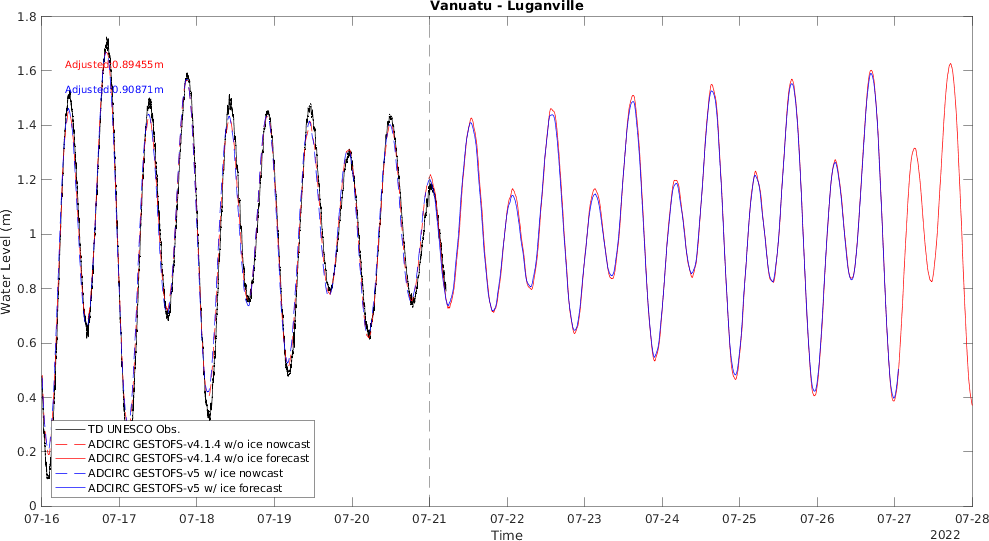 Vanuatu - Luganville
1.8
1.6
1.4
1.2
1
0.8
0.6
0.4
0.2
0
Water Level (m)
Adjusted:0.89455m
Adjusted:0.90871m
TD UNESCO Obs.
ADCIRC GESTOFS-v4.1.4 w/o ice nowcast
ADCIRC GESTOFS-v4.1.4 w/o ice forecast
ADCIRC GESTOFS-v5 w/ ice nowcast
ADCIRC GESTOFS-v5 w/ ice forecast
07-16 07-17 07-18 07-19 07-20 07-21 07-22 07-23 07-24 07-25 07-26 07-27 07-28
Time
2022